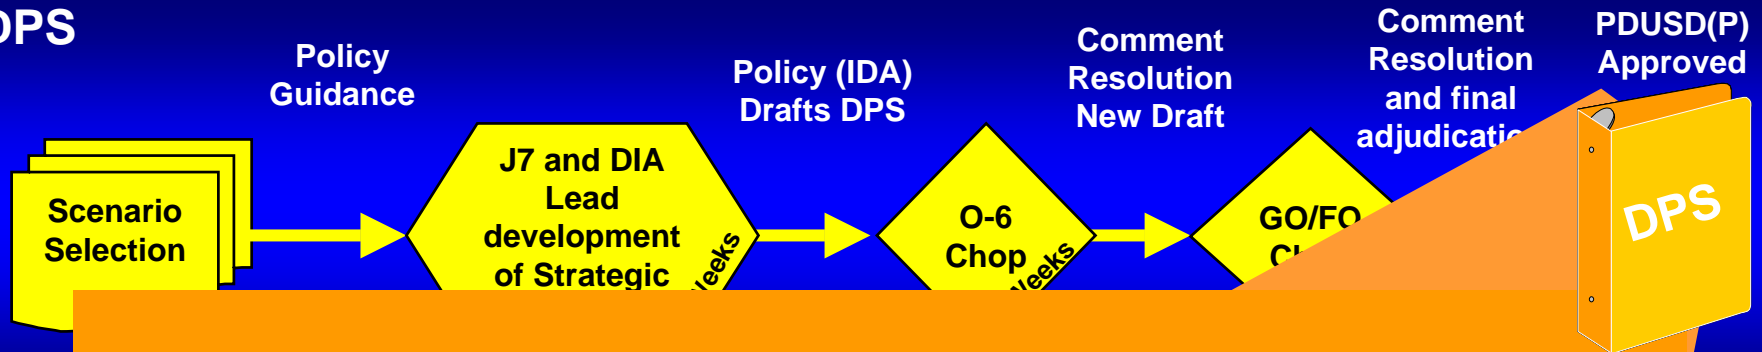 DPS
Policy
Guidance
Policy (IDA)
Drafts DPS
Comment
Resolution
New Draft
Comment
Resolution
and final
PDUSD(P)
Approved
Scenario
Selection
J7 and DIA
Lead
development
of Strategic
O-6
Chop
GO/FO
DPS